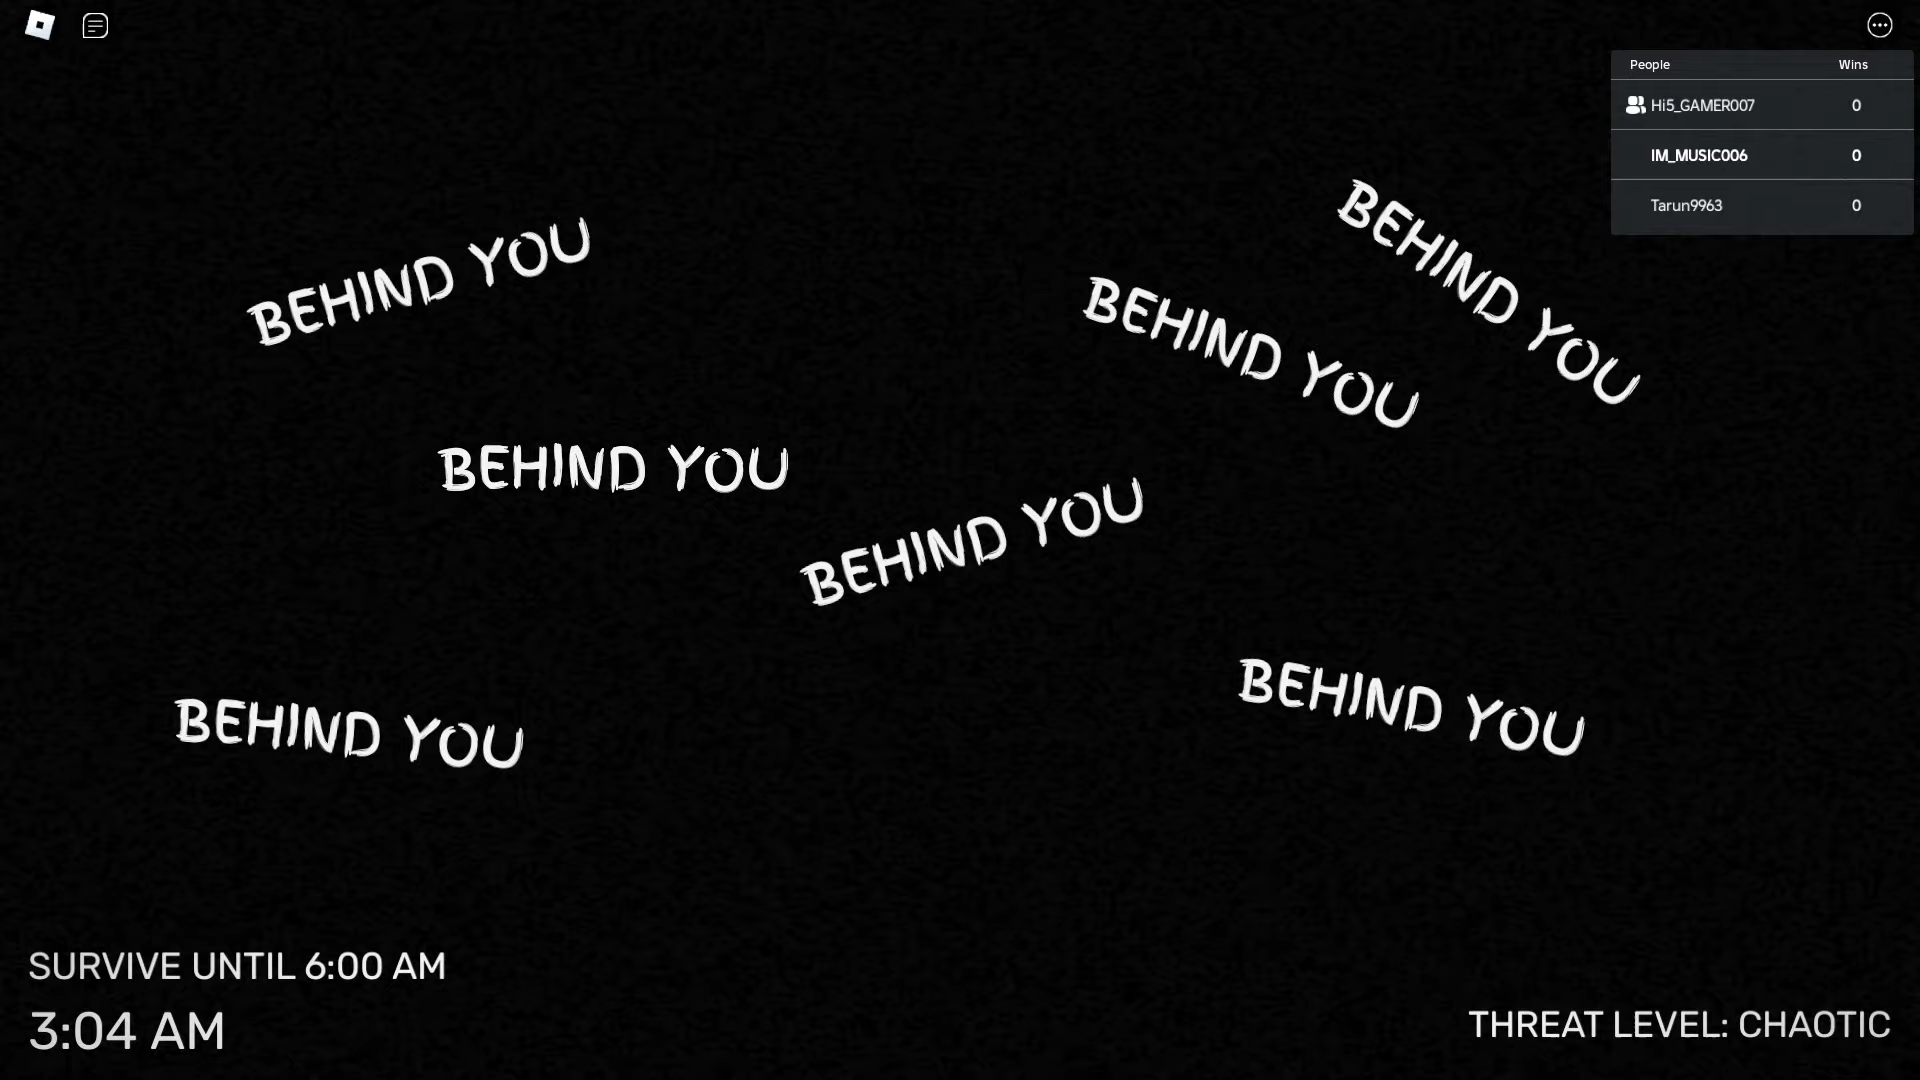 People Wins
Hi5_GAMER007 0
IM_MUSIC006 0
Tarun9963 0
BEHIND YOU
BEHIND YOU
BEHIND YOU
BEHIND YOU
BEHIND YOU
BEHIND YOU
BEHIND YOU
SURVIVE UNTIL 6:00 AM
3:04 AM
THREAT LEVEL: CHAOTIC